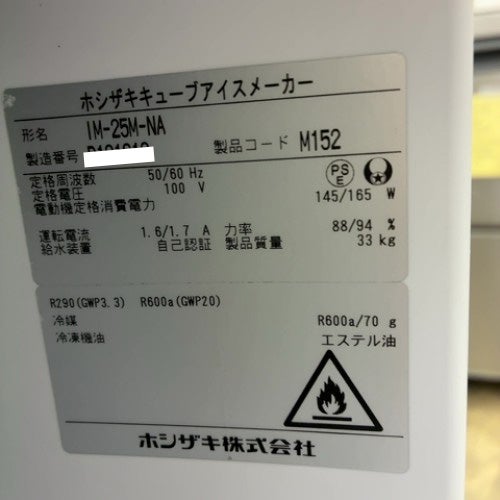 ホシザキキューブアイスメーカー
形名 IM-25M-NA
製造番号 製品コード M152
定格周波数 50/60 Hz
定格電圧 100 V
PSE
電動機定格消費電力 145/165 W
運転電流 1.6/1.7 A 力率 88/94 %
給水装置 自己認証 製品質量 33 kg
R290(GWP3.3) R600a(GWP20)
冷媒 R600a/70 g
冷凍機油 エステル油
ホシザキ株式会社